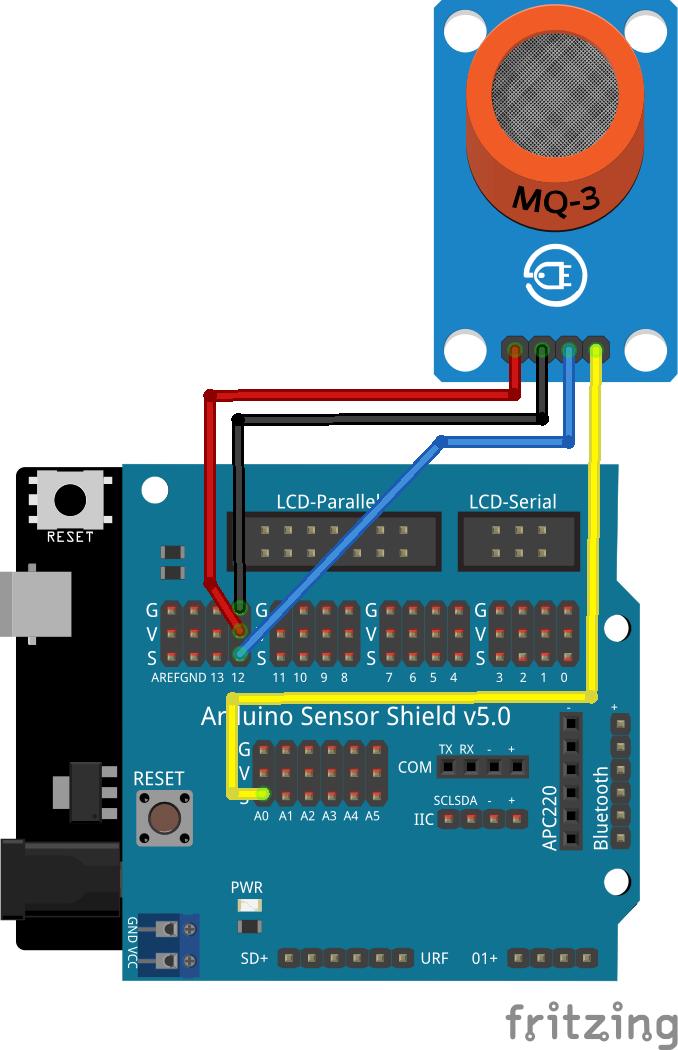 MQ-3
LCD-Parallel
LCD-Serial
RESET
G G G G
V V V V
S S S S
AREF GND 13 12 11 10 9 8 7 6 5 4 3 2 1 0
Arduino Sensor Shield v5.0
- +
G
V
S
A0 A1 A2 A3 A4 A5
TX RX - +
COM
SCL SDA - +
IIC
APC220
Bluetooth
RESET
PWR
GND VCC
SD+ URF 01+
fritzing